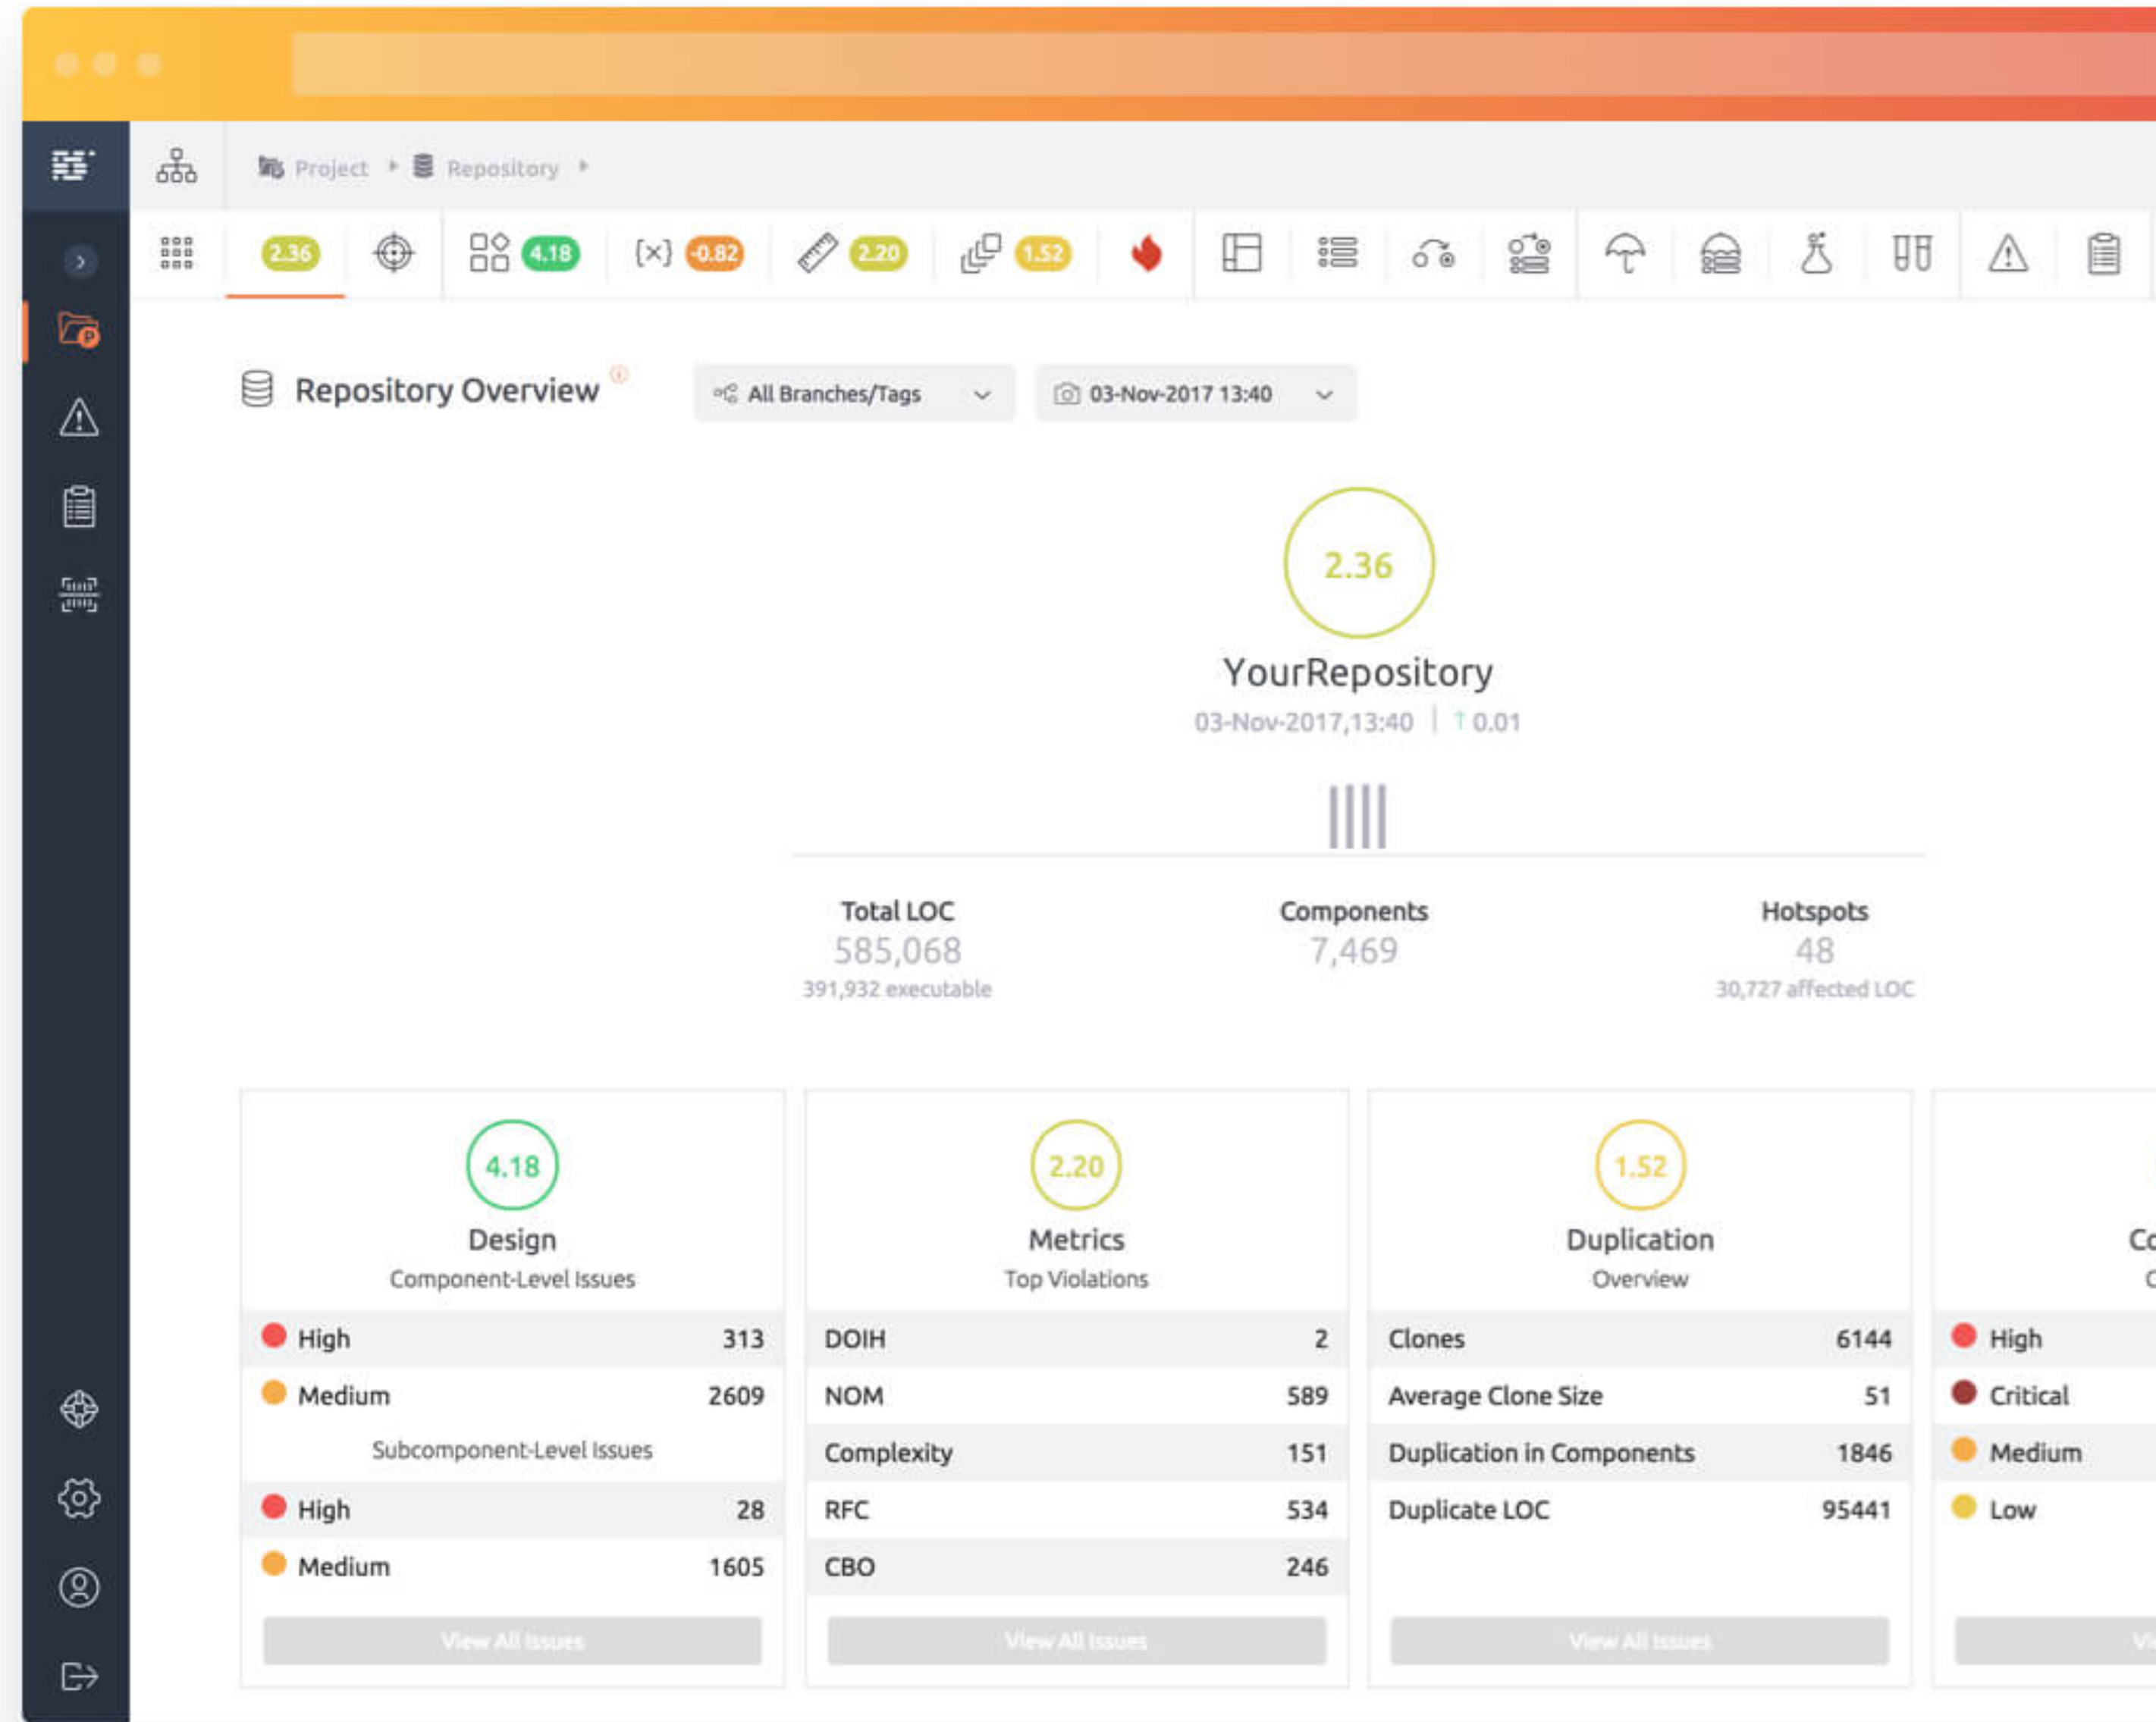 Project Repository
2.36 4.18 {×} -0.82 2.20 1.52
Repository Overview All Branches/Tags 03-Nov-2017 13:40
2.36
YourRepository
03-Nov-2017,13:40 | ↑ 0.01
Total LOC Components Hotspots
585,068 7,469 48
391,932 executable 30,727 affected LOC
4.18
Design
Component-Level Issues
High 313
Medium 2609
Subcomponent-Level Issues
High 28
Medium 1605
View All Issues
2.20
Metrics
Top Violations
DOIH 2
NOM 589
Complexity 151
RFC 534
CBO 246
View All Issues
1.52
Duplication
Overview
Clones 6144
Average Clone Size 51
Duplication in Components 1846
Duplicate LOC 95441
View All Issues
High
Critical
Medium
Low